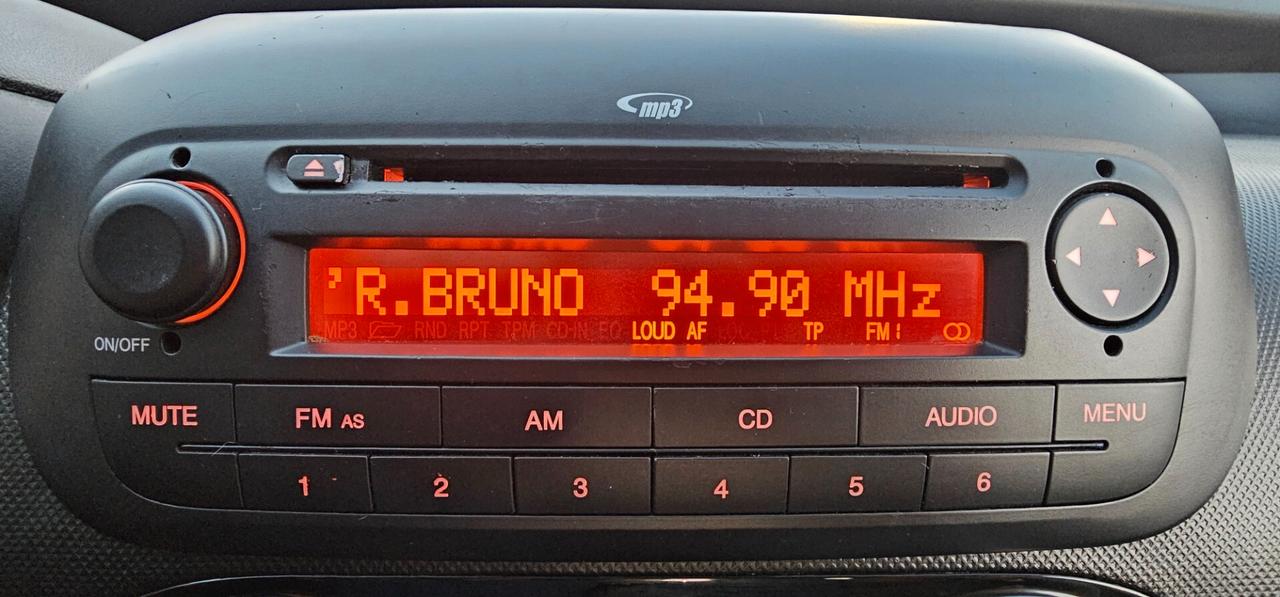 mp3
'R.BRUNO 94.90 MHz
MP3 RND RPT TPM CD-IN EQ LOUD AF TP FM
ON/OFF
MUTE FM AS AM CD AUDIO MENU
1 2 3 4 5 6